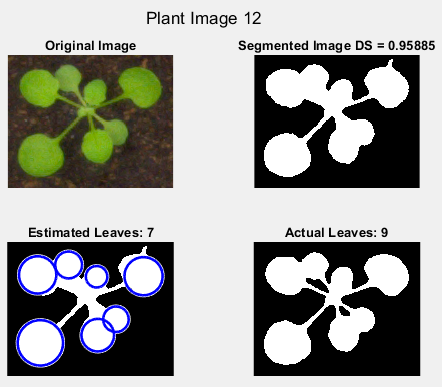 Plant Image 12
Original Image
Segmented Image DS = 0.95885
Estimated Leaves: 7
Actual Leaves: 9